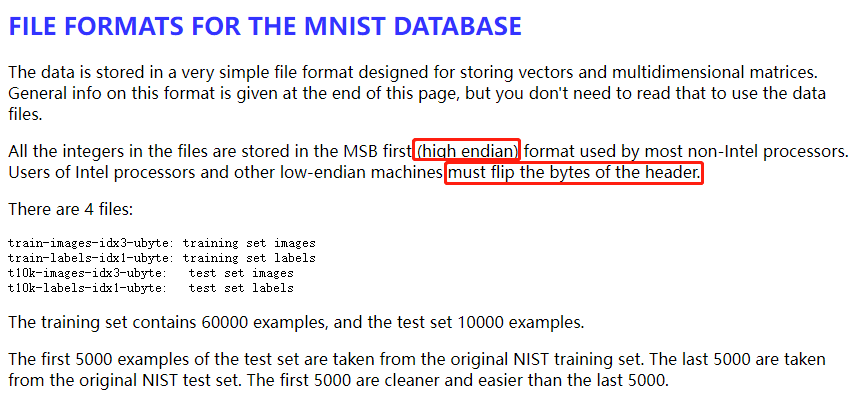 FILE FORMATS FOR THE MNIST DATABASE
The data is stored in a very simple file format designed for storing vectors and multidimensional matrices.
General info on this format is given at the end of this page, but you don't need to read that to use the data
files.
All the integers in the files are stored in the MSB first (high endian) format used by most non-Intel processors.
Users of Intel processors and other low-endian machines must flip the bytes of the header.
There are 4 files:
train-images-idx3-ubyte: training set images
train-labels-idx1-ubyte: training set labels
t10k-images-idx3-ubyte: test set images
t10k-labels-idx1-ubyte: test set labels
The training set contains 60000 examples, and the test set 10000 examples.
The first 5000 examples of the test set are taken from the original NIST training set. The last 5000 are taken
from the original NIST test set. The first 5000 are cleaner and easier than the last 5000.